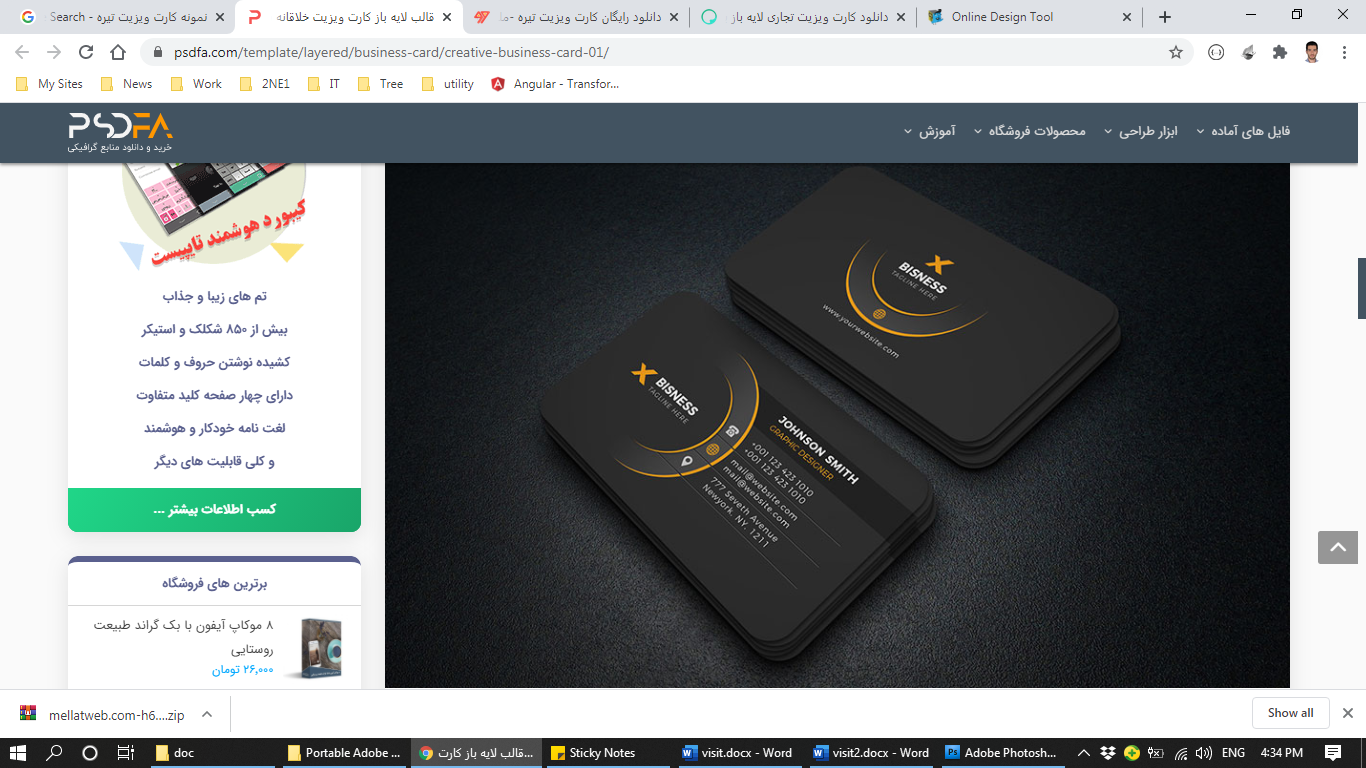 نمونه کارت ویزیت تیره - Search
قالب لایه باز کارت ویزیت خلاقانه
دانلود رایگان کارت ویزیت تیره -ما
دانلود کارت ویزیت تجاری لایه باز
Online Design Tool
psdfa.com/template/layered/business-card/creative-business-card-01/
My Sites
News
Work
2NE1
IT
Tree
utility
Angular - Transfor...
PSDFA
خرید و دانلود منابع گرافیکی
فایل های آماده
ابزار طراحی
محصولات فروشگاه
آموزش
کیبورد هوشمند تاپیست
تم های زیبا و جذاب
بیش از ۸۵۰ شکلک و استیکر
کشیده نوشتن حروف و کلمات
دارای چهار صفحه کلید متفاوت
لغت نامه خودکار و هوشمند
و کلی قابلیت های دیگر
کسب اطلاعات بیشتر ...
برترین های فروشگاه
۸ موکاپ آیفون با بک گراند طبیعت
روستایی
۲۶,۰۰۰ تومان
BISNESS
TAGLINE HERE
www.yourwebsite.com
BISNESS
TAGLINE HERE
JOHNSON SMITH
GRAPHIC DESIGNER
+001 123 423 1010
+001 123 423 1010
mail@website.com
mail@website.com
777 Seveth Avenue
Newyork. NY. 1211
mellatweb.com-h6....zip
Show all
doc
Portable Adobe ...
قالب لایه باز کارت...
Sticky Notes
visit.docx - Word
visit2.docx - Word
Adobe Photosh...
ENG
4:34 PM